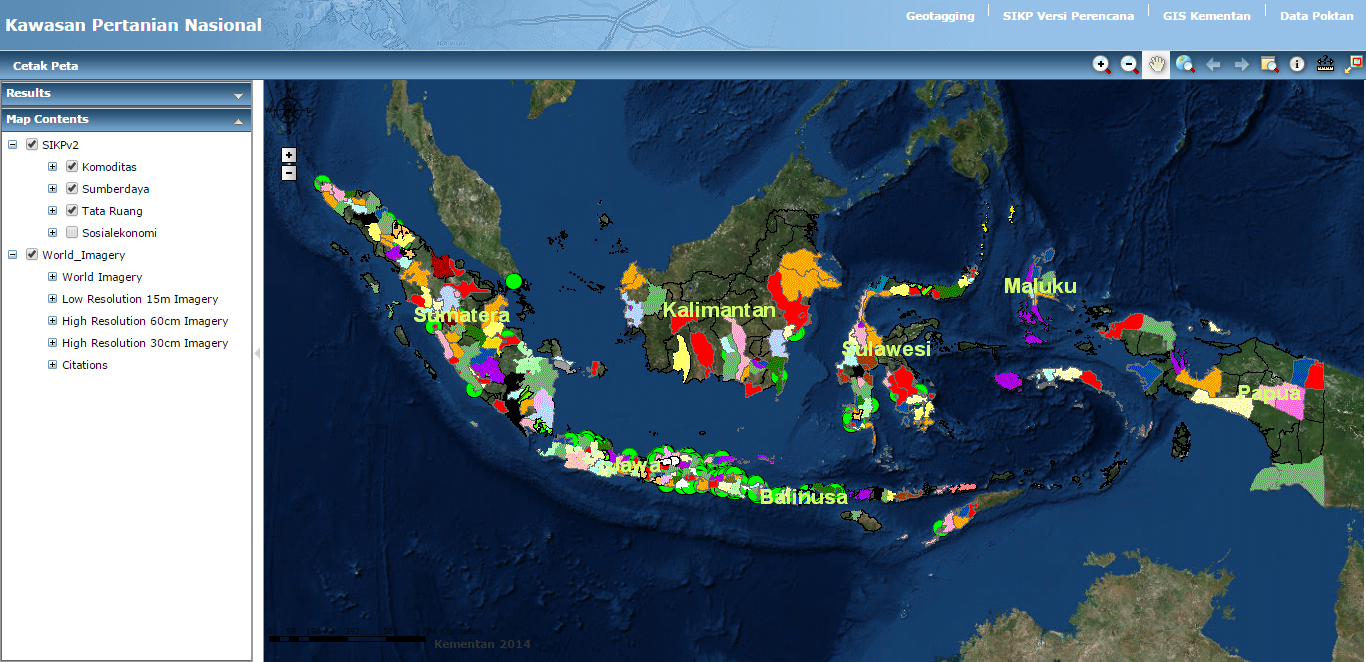 Kawasan Pertanian Nasional
Geotagging
SIKP Versi Perencana
GIS Kementan
Data Poktan
Cetak Peta
Results
Map Contents
SIKPv2
Komoditas
Sumberdaya
Tata Ruang
Sosialekonomi
World_Imagery
World Imagery
Low Resolution 15m Imagery
High Resolution 60cm Imagery
High Resolution 30cm Imagery
Citations
Sumatera
Kalimantan
Sulawesi
Maluku
Papua
Jawa
Balinusa
Kementan 2014